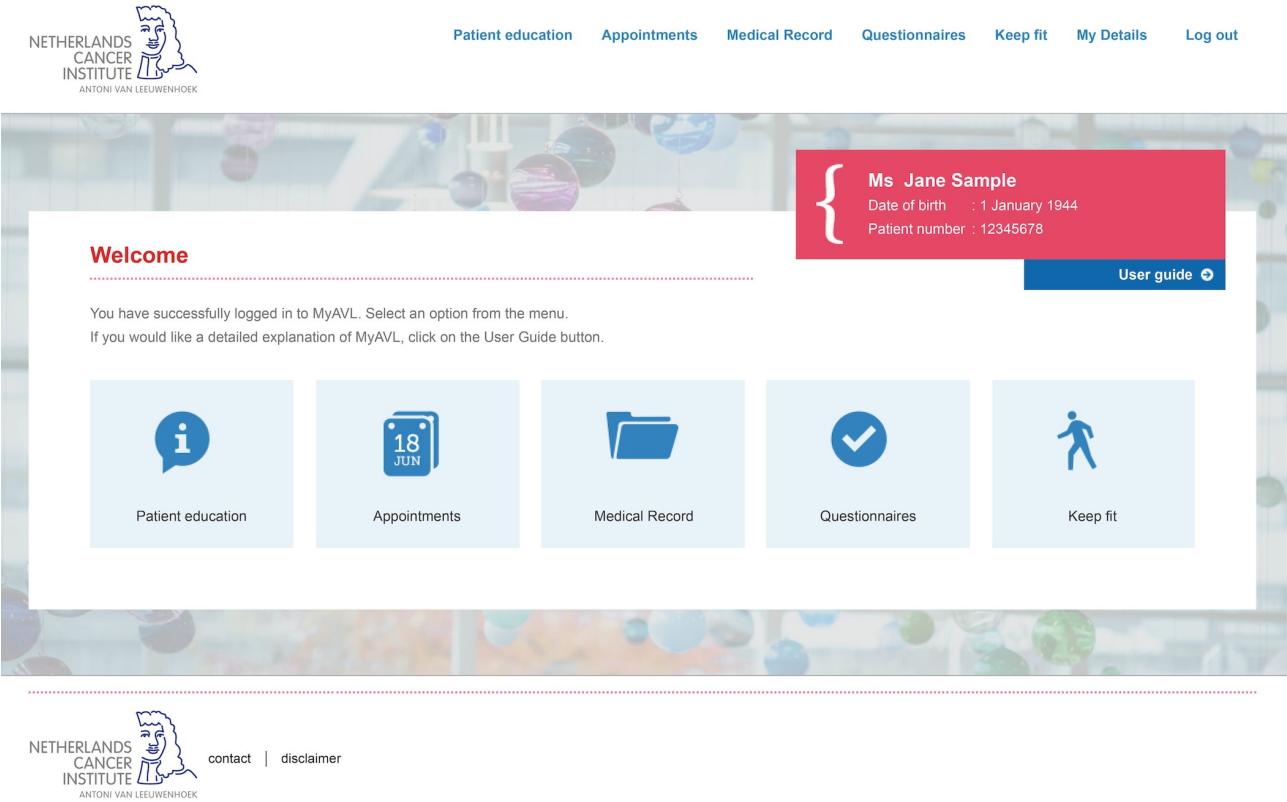 NETHERLANDS
CANCER
INSTITUTE
ANTONI VAN LEEUWENHOEK
Patient education Appointments Medical Record Questionnaires Keep fit My Details Log out
Ms Jane Sample
Date of birth : 1 January 1944
Patient number : 12345678
User guide
Welcome
You have successfully logged in to MyAVL. Select an option from the menu.
If you would like a detailed explanation of MyAVL, click on the User Guide button.
18
JUN
Patient education Appointments Medical Record Questionnaires Keep fit
NETHERLANDS
CANCER
INSTITUTE
ANTONI VAN LEEUWENHOEK
contact | disclaimer